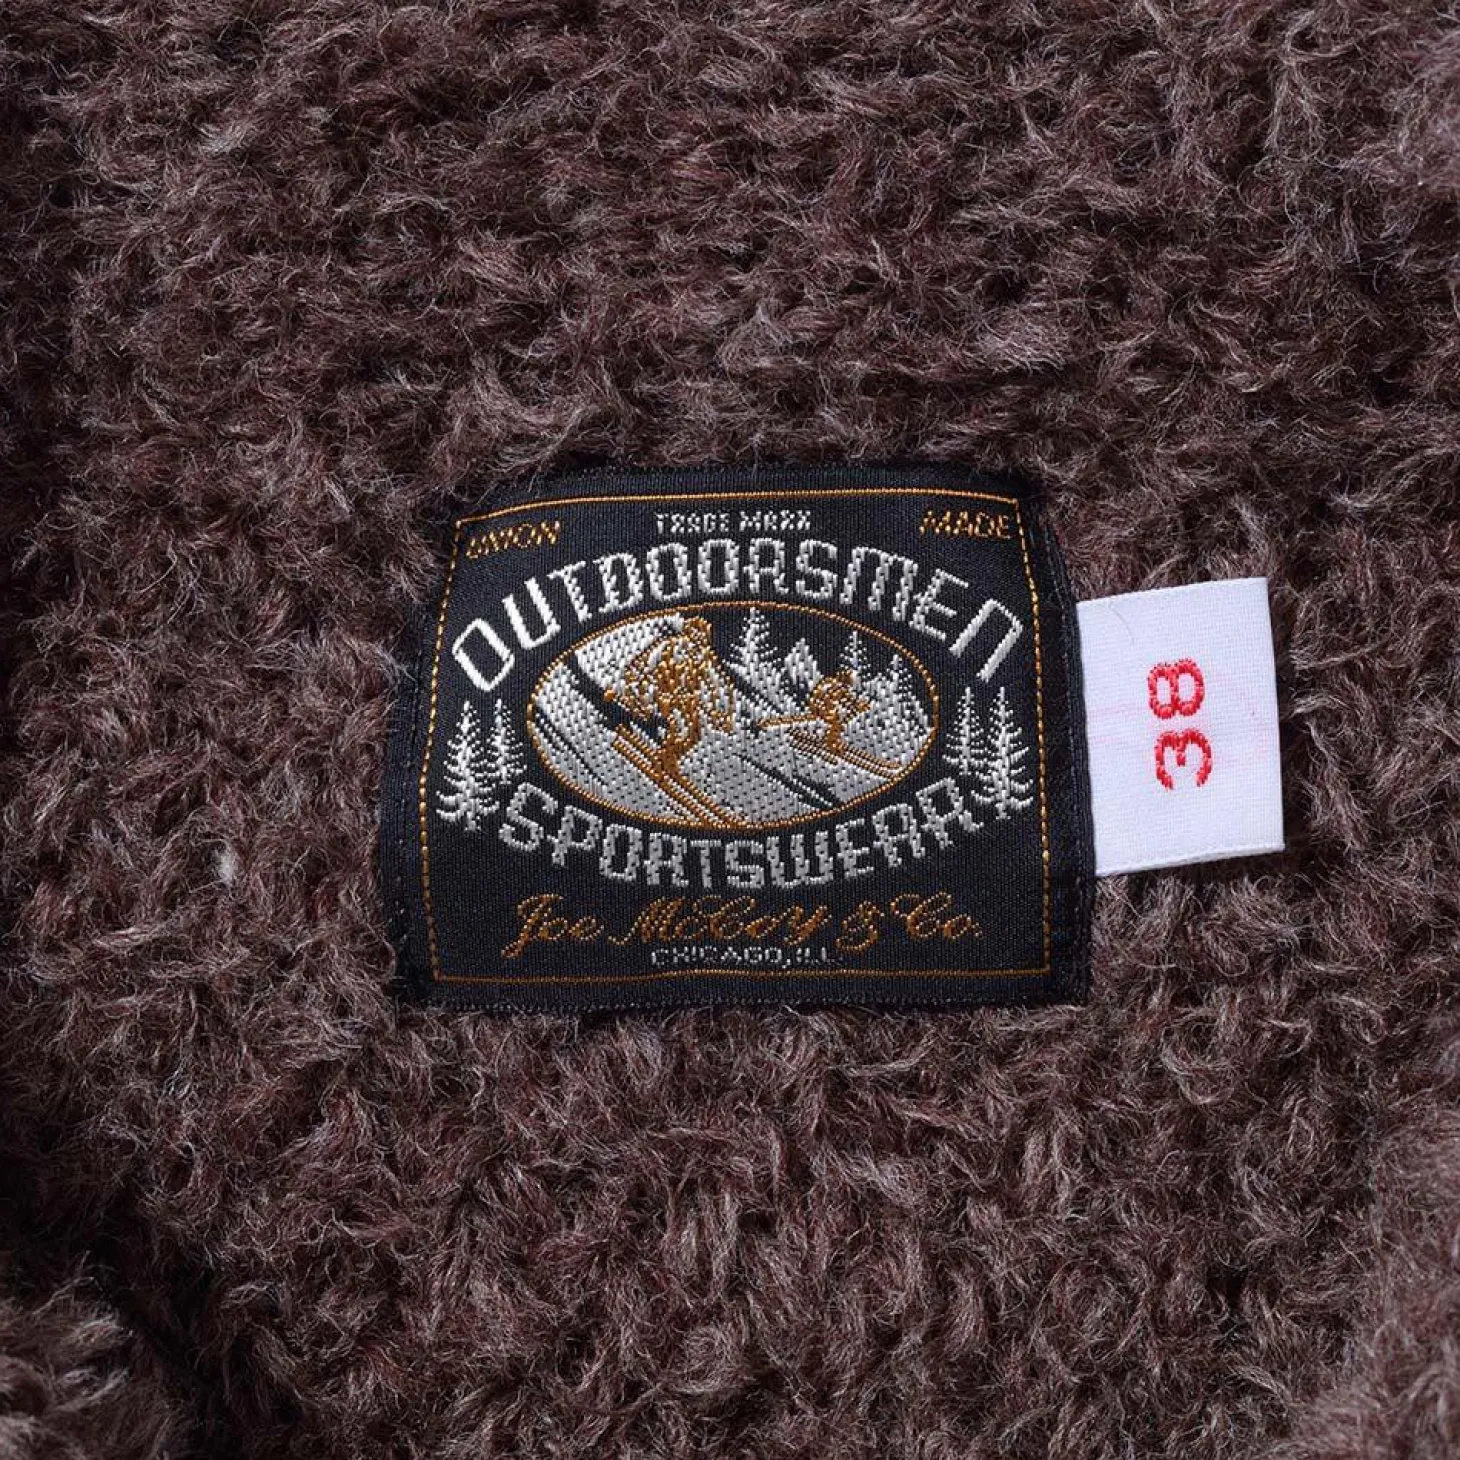 UNION TRADE MARK MADE
OUTDOORSMEN
SPORTSWEAR
Joe McCoy & Co.
CHICAGO, ILL.
38